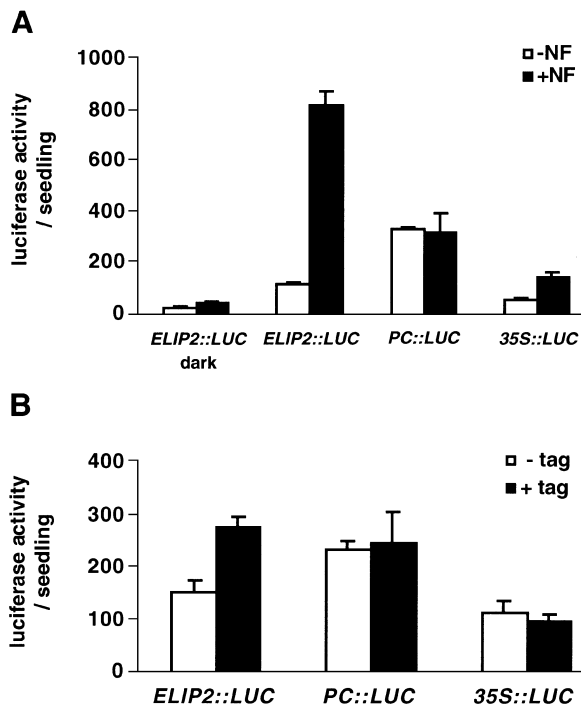 A
1000
800
600
400
200
0
luciferase activity
/ seedling
-NF
+NF
ELIP2::LUC ELIP2::LUC PC::LUC 35S::LUC
dark
B
400
300
200
100
0
luciferase activity
/ seedling
- tag
+ tag
ELIP2::LUC PC::LUC 35S::LUC